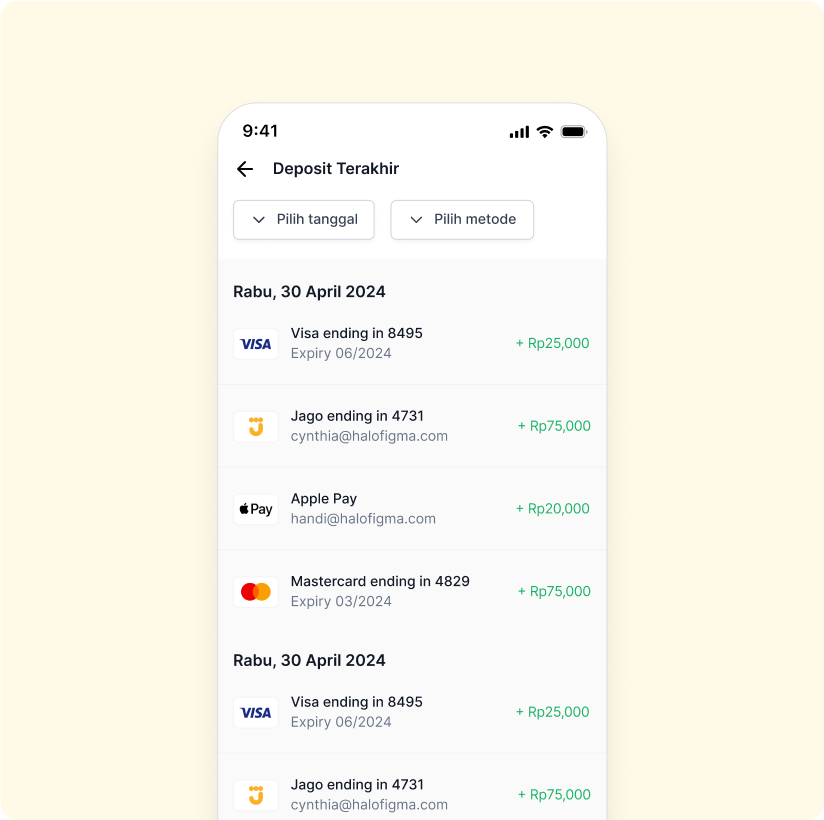 9:41
Deposit Terakhir
Pilih tanggal
Pilih metode
Rabu, 30 April 2024
VISA
Visa ending in 8495
Expiry 06/2024
+ Rp25,000
Jago ending in 4731
cynthia@halofigma.com
+ Rp75,000
Pay
Apple Pay
handi@halofigma.com
+ Rp20,000
Mastercard ending in 4829
Expiry 03/2024
+ Rp75,000
Rabu, 30 April 2024
VISA
Visa ending in 8495
Expiry 06/2024
+ Rp25,000
Jago ending in 4731
cynthia@halofigma.com
+ Rp75,000